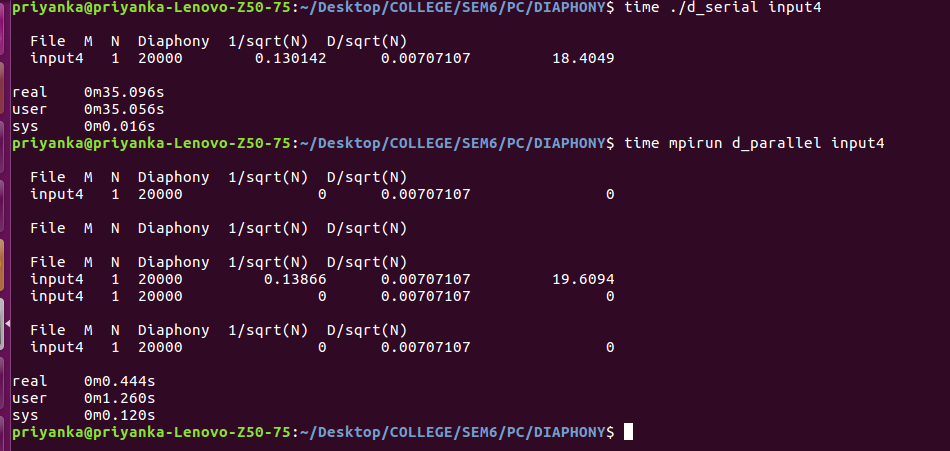 priyanka@priyanka-Lenovo-Z50-75:~/Desktop/COLLEGE/SEM6/PC/DIAPHONY$ time ./d_serial input4
File  M  N  Diaphony  1/sqrt(N)  D/sqrt(N)
input4  1  20000        0.130142      0.00707107         18.4049
real    0m35.096s
user    0m35.056s
sys     0m0.016s
priyanka@priyanka-Lenovo-Z50-75:~/Desktop/COLLEGE/SEM6/PC/DIAPHONY$ time mpirun d_parallel input4
File  M  N  Diaphony  1/sqrt(N)  D/sqrt(N)
input4  1  20000               0      0.00707107               0
File  M  N  Diaphony  1/sqrt(N)  D/sqrt(N)
File  M  N  Diaphony  1/sqrt(N)  D/sqrt(N)
input4  1  20000         0.13866      0.00707107         19.6094
input4  1  20000               0      0.00707107               0
File  M  N  Diaphony  1/sqrt(N)  D/sqrt(N)
input4  1  20000               0      0.00707107               0
real    0m0.444s
user    0m1.260s
sys     0m0.120s
priyanka@priyanka-Lenovo-Z50-75:~/Desktop/COLLEGE/SEM6/PC/DIAPHONY$